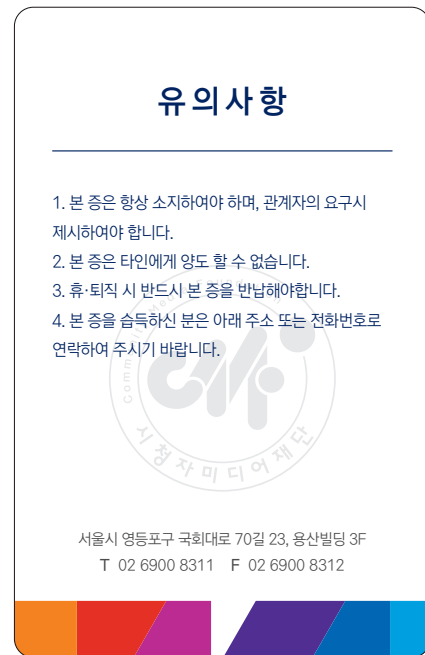 유의사항
1. 본 증은 항상 소지하여야 하며, 관계자의 요구시
제시하여야 합니다.
2. 본 증은 타인에게 양도 할 수 없습니다.
3. 휴·퇴직 시 반드시 본 증을 반납해야합니다.
4. 본 증을 습득하신 분은 아래 주소 또는 전화번호로
연락하여 주시기 바랍니다.
시청자미디어재단
서울시 영등포구 국회대로 70길 23, 용산빌딩 3F
T 02 6900 8311 F 02 6900 8312